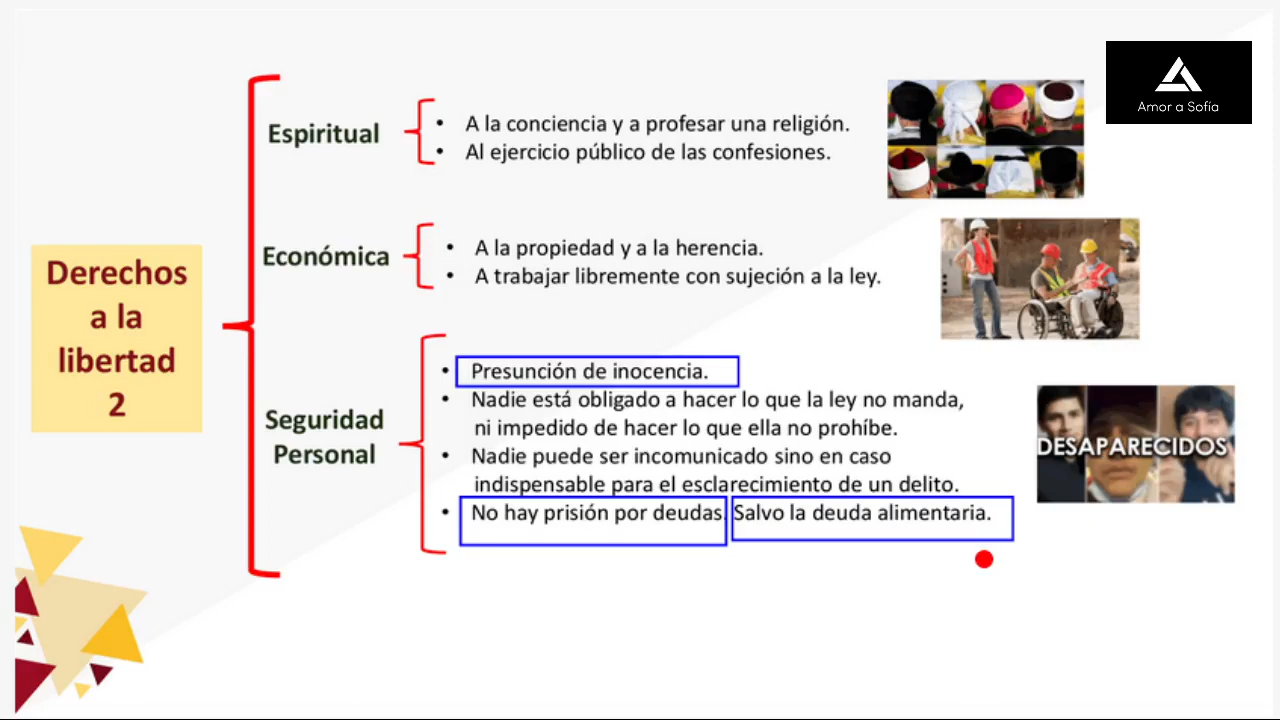 Amor a Sofía
Derechos
a la
libertad
2
Espiritual
• A la conciencia y a profesar una religión.
• Al ejercicio público de las confesiones.
Económica
• A la propiedad y a la herencia.
• A trabajar libremente con sujeción a la ley.
Seguridad
Personal
• Presunción de inocencia.
• Nadie está obligado a hacer lo que la ley no manda,
ni impedido de hacer lo que ella no prohíbe.
• Nadie puede ser incomunicado sino en caso
indispensable para el esclarecimiento de un delito.
• No hay prisión por deudas. Salvo la deuda alimentaria.
DESAPARECIDOS